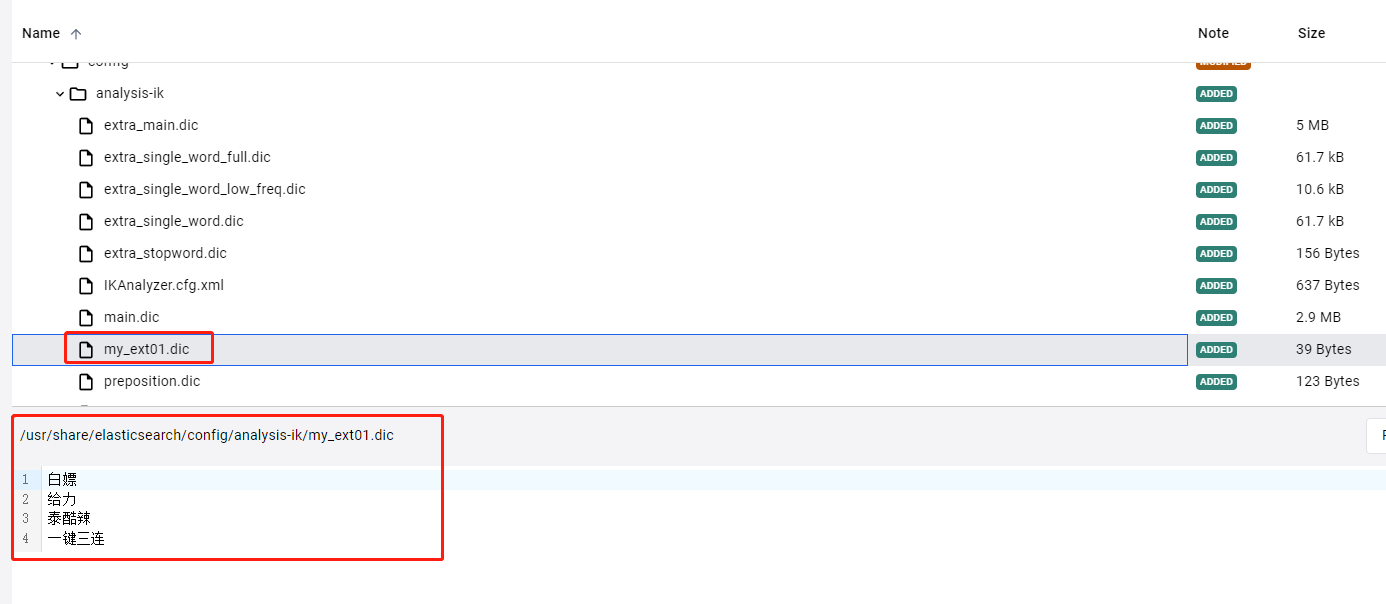 Name Note Size
config MODIFIED
analysis-ik ADDED
extra_main.dic ADDED 5 MB
extra_single_word_full.dic ADDED 61.7 kB
extra_single_word_low_freq.dic ADDED 10.6 kB
extra_single_word.dic ADDED 61.7 kB
extra_stopword.dic ADDED 156 Bytes
IKAnalyzer.cfg.xml ADDED 637 Bytes
main.dic ADDED 2.9 MB
my_ext01.dic ADDED 39 Bytes
preposition.dic ADDED 123 Bytes
/usr/share/elasticsearch/config/analysis-ik/my_ext01.dic
1 白嫖
2 给力
3 泰酷辣
4 一键三连